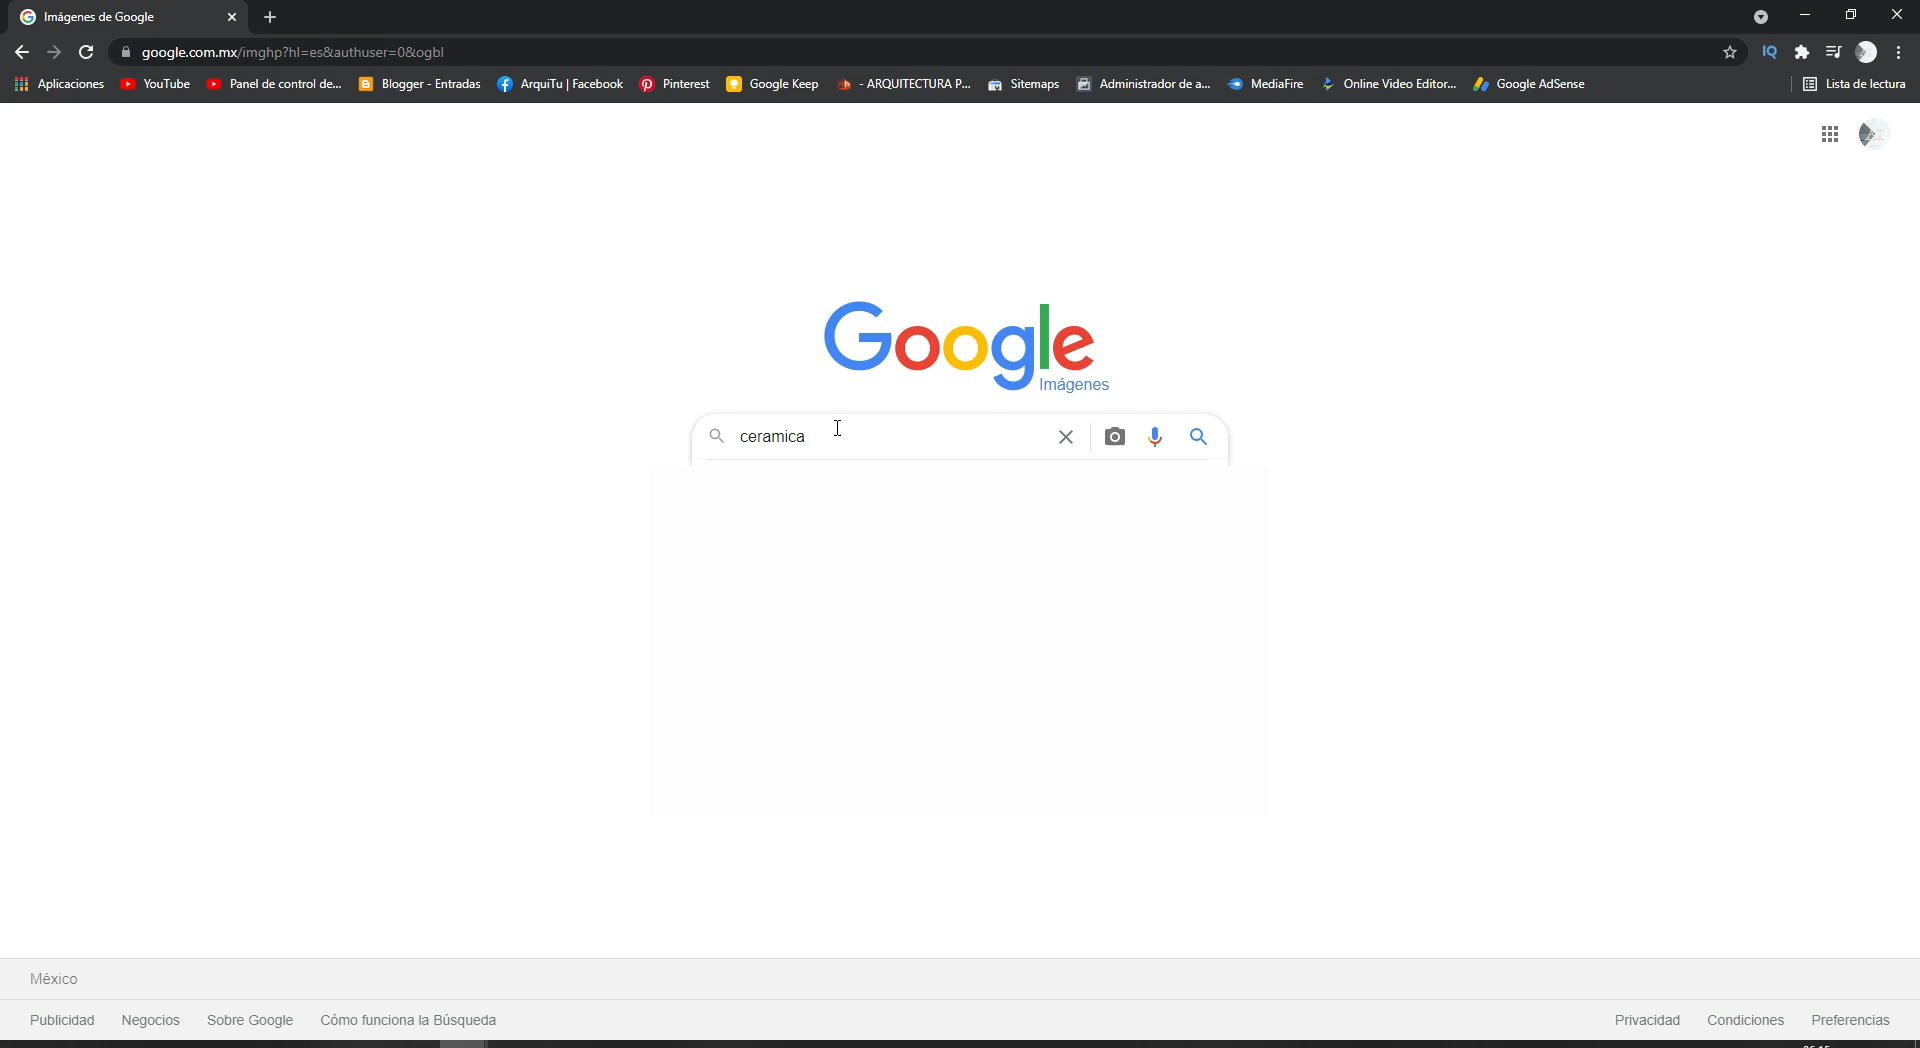 Imágenes de Google
google.com.mx/imghp?hl=es&authuser=0&ogbl
IQ
Aplicaciones YouTube Panel de control de... Blogger - Entradas ArquiTu | Facebook Pinterest Google Keep - ARQUITECTURA P... Sitemaps Administrador de a... MediaFire Online Video Editor... Google AdSense Lista de lectura
Google
Imágenes
ceramica
México
Publicidad Negocios Sobre Google Cómo funciona la Búsqueda Privacidad Condiciones Preferencias